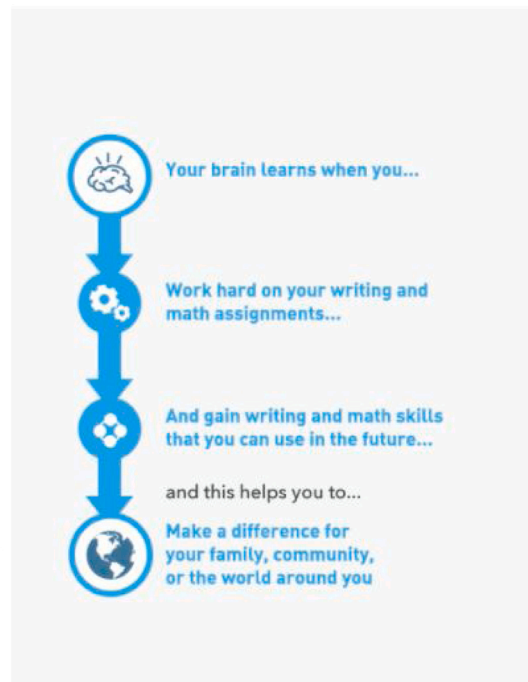 Your brain learns when you...
Work hard on your writing and
math assignments...
And gain writing and math skills
that you can use in the future...
and this helps you to...
Make a difference for
your family, community,
or the world around you